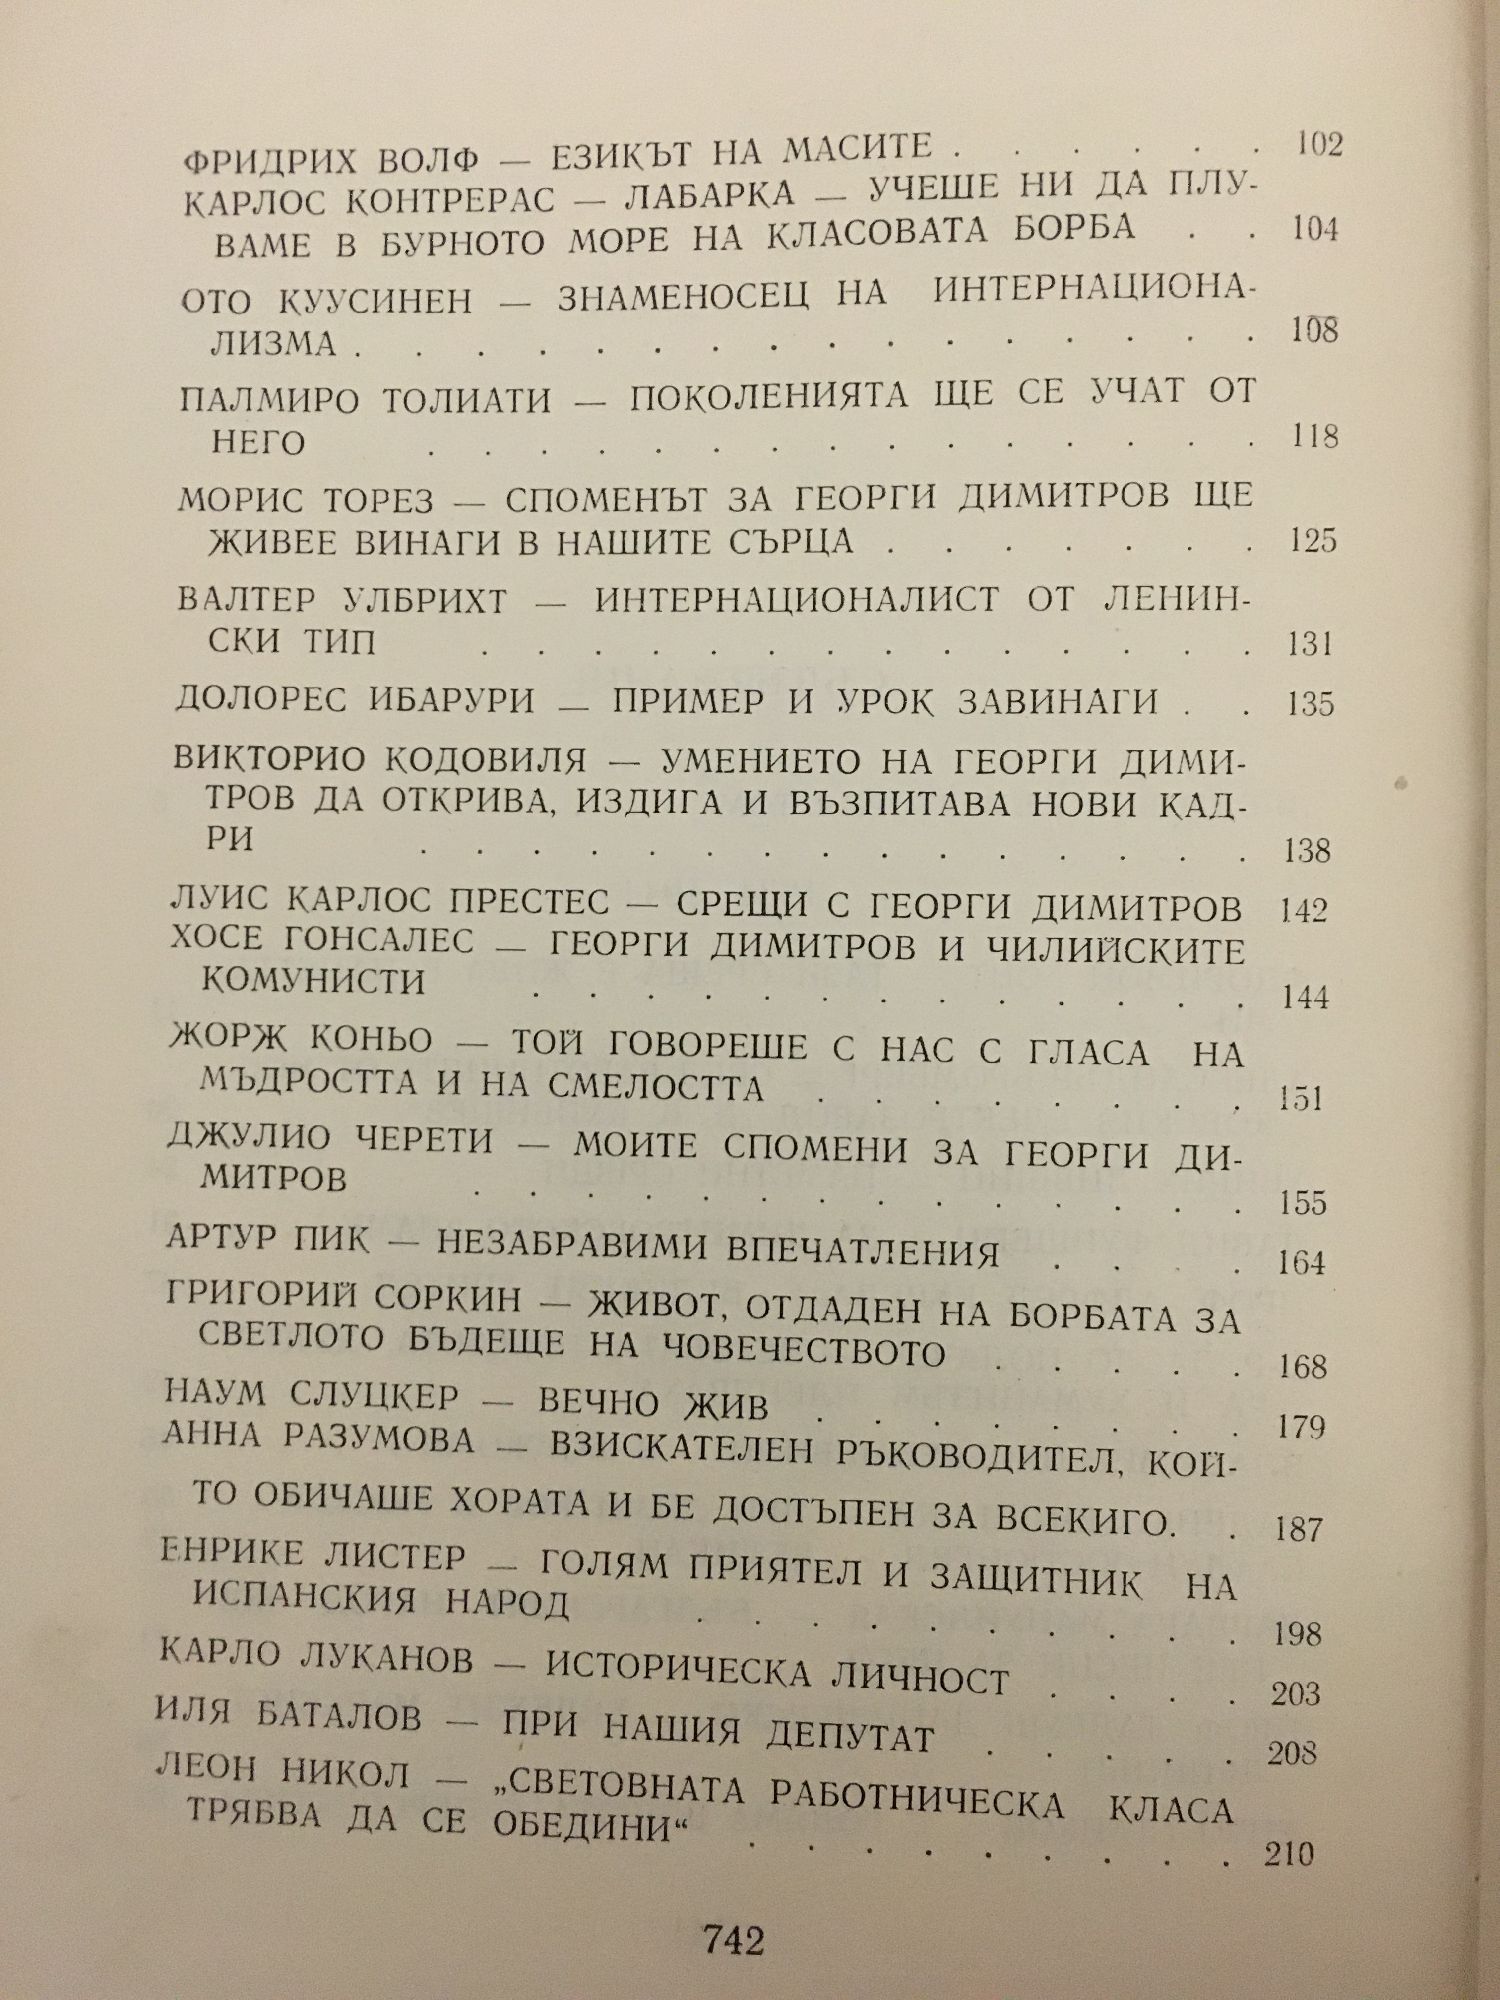 ФРИДРИХ ВОЛФ — ЕЗИКЪТ НА МАСИТЕ . . . . . . 102
КАРЛОС КОНТРЕРАС — ЛАБАРКА — УЧЕШЕ НИ ДА ПЛУ-
ВАМЕ В БУРНОТО МОРЕ НА КЛАСОВАТА БОРБА . . 104
ОТО КУУСИНЕН — ЗНАМЕНОСЕЦ НА ИНТЕРНАЦИОНА-
ЛИЗМА . . . . . . . . . . . . . . . . 108
ПАЛМИРО ТОЛИАТИ — ПОКОЛЕНИЯТА ЩЕ СЕ УЧАТ ОТ
НЕГО . . . . . . . . . . . . . . . 118
МОРИС ТОРЕЗ — СПОМЕНЪТ ЗА ГЕОРГИ ДИМИТРОВ ЩЕ
ЖИВЕЕ ВИНАГИ В НАШИТЕ СЪРЦА . . . . . . . 125
ВАЛТЕР УЛБРИХТ — ИНТЕРНАЦИОНАЛИСТ ОТ ЛЕНИН-
СКИ ТИП . . . . . . . . . . . . . . 131
ДОЛОРЕС ИБАРУРИ — ПРИМЕР И УРОК ЗАВИНАГИ . . 135
ВИКТОРИО КОДОВИЛЯ — УМЕНИЕТО НА ГЕОРГИ ДИМИ-
ТРОВ ДА ОТКРИВА, ИЗДИГА И ВЪЗПИТАВА НОВИ КАД-
РИ . . . . . . . . . . . . . . . 138
ЛУИС КАРЛОС ПРЕСТЕС — СРЕЩИ С ГЕОРГИ ДИМИТРОВ 142
ХОСЕ ГОНСАЛЕС — ГЕОРГИ ДИМИТРОВ И ЧИЛИЙСКИТЕ
КОМУНИСТИ . . . . . . . . . . . . . 144
ЖОРЖ КОНЬО — ТОЙ ГОВОРЕШЕ С НАС С ГЛАСА НА
МЪДРОСТТА И НА СМЕЛОСТТА . . . . . . . . 151
ДЖУЛИО ЧЕРЕТИ — МОИТЕ СПОМЕНИ ЗА ГЕОРГИ ДИ-
МИТРОВ . . . . . . . . . . . . . . 155
АРТУР ПИК — НЕЗАБРАВИМИ ВПЕЧАТЛЕНИЯ . . . . 164
ГРИГОРИЙ СОРКИН — ЖИВОТ, ОТДАДЕН НА БОРБАТА ЗА
СВЕТЛОТО БЪДЕЩЕ НА ЧОВЕЧЕСТВОТО . . . . . 168
НАУМ СЛУЦКЕР — ВЕЧНО ЖИВ . . . . . . . . 179
АННА РАЗУМОВА — ВЗИСКАТЕЛЕН РЪКОВОДИТЕЛ, КОЙ-
ТО ОБИЧАШЕ ХОРАТА И БЕ ДОСТЪПЕН ЗА ВСЕКИГО. . 187
ЕНРИКЕ ЛИСТЕР — ГОЛЯМ ПРИЯТЕЛ И ЗАЩИТНИК НА
ИСПАНСКИЯ НАРОД . . . . . . . . . . 198
КАРЛО ЛУКАНОВ — ИСТОРИЧЕСКА ЛИЧНОСТ . . . . 203
ИЛЯ БАТАЛОВ — ПРИ НАШИЯ ДЕПУТАТ . . . . . 208
ЛЕОН НИКОЛ — „СВЕТОВНАТА РАБОТНИЧЕСКА КЛАСА
ТРЯБВА ДА СЕ ОБЕДИНИ“ . . . . . . . . . 210
742